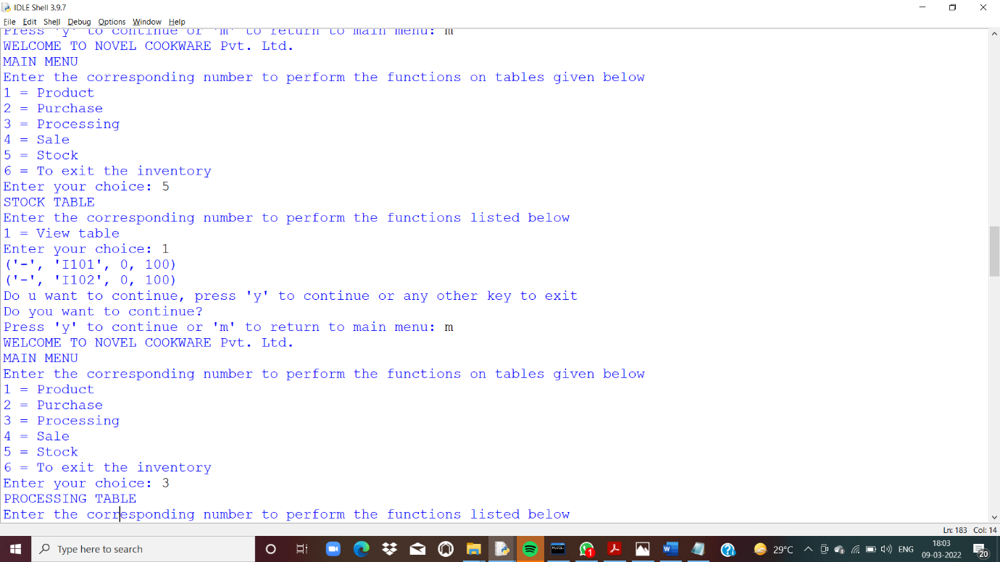 IDLE Shell 3.9.7
File Edit Shell Debug Options Window Help
Press 'y' to continue or 'm' to return to main menu: m
WELCOME TO NOVEL COOKWARE Pvt. Ltd.
MAIN MENU
Enter the corresponding number to perform the functions on tables given below
1 = Product
2 = Purchase
3 = Processing
4 = Sale
5 = Stock
6 = To exit the inventory
Enter your choice: 5
STOCK TABLE
Enter the corresponding number to perform the functions listed below
1 = View table
Enter your choice: 1
('-', 'I101', 0, 100)
('-', 'I102', 0, 100)
Do u want to continue, press 'y' to continue or any other key to exit
Do you want to continue?
Press 'y' to continue or 'm' to return to main menu: m
WELCOME TO NOVEL COOKWARE Pvt. Ltd.
MAIN MENU
Enter the corresponding number to perform the functions on tables given below
1 = Product
2 = Purchase
3 = Processing
4 = Sale
5 = Stock
6 = To exit the inventory
Enter your choice: 3
PROCESSING TABLE
Enter the corresponding number to perform the functions listed below
Ln: 183 Col: 14
Type here to search
MySQL
1
29°C
ENG
18:03
09-03-2022
20